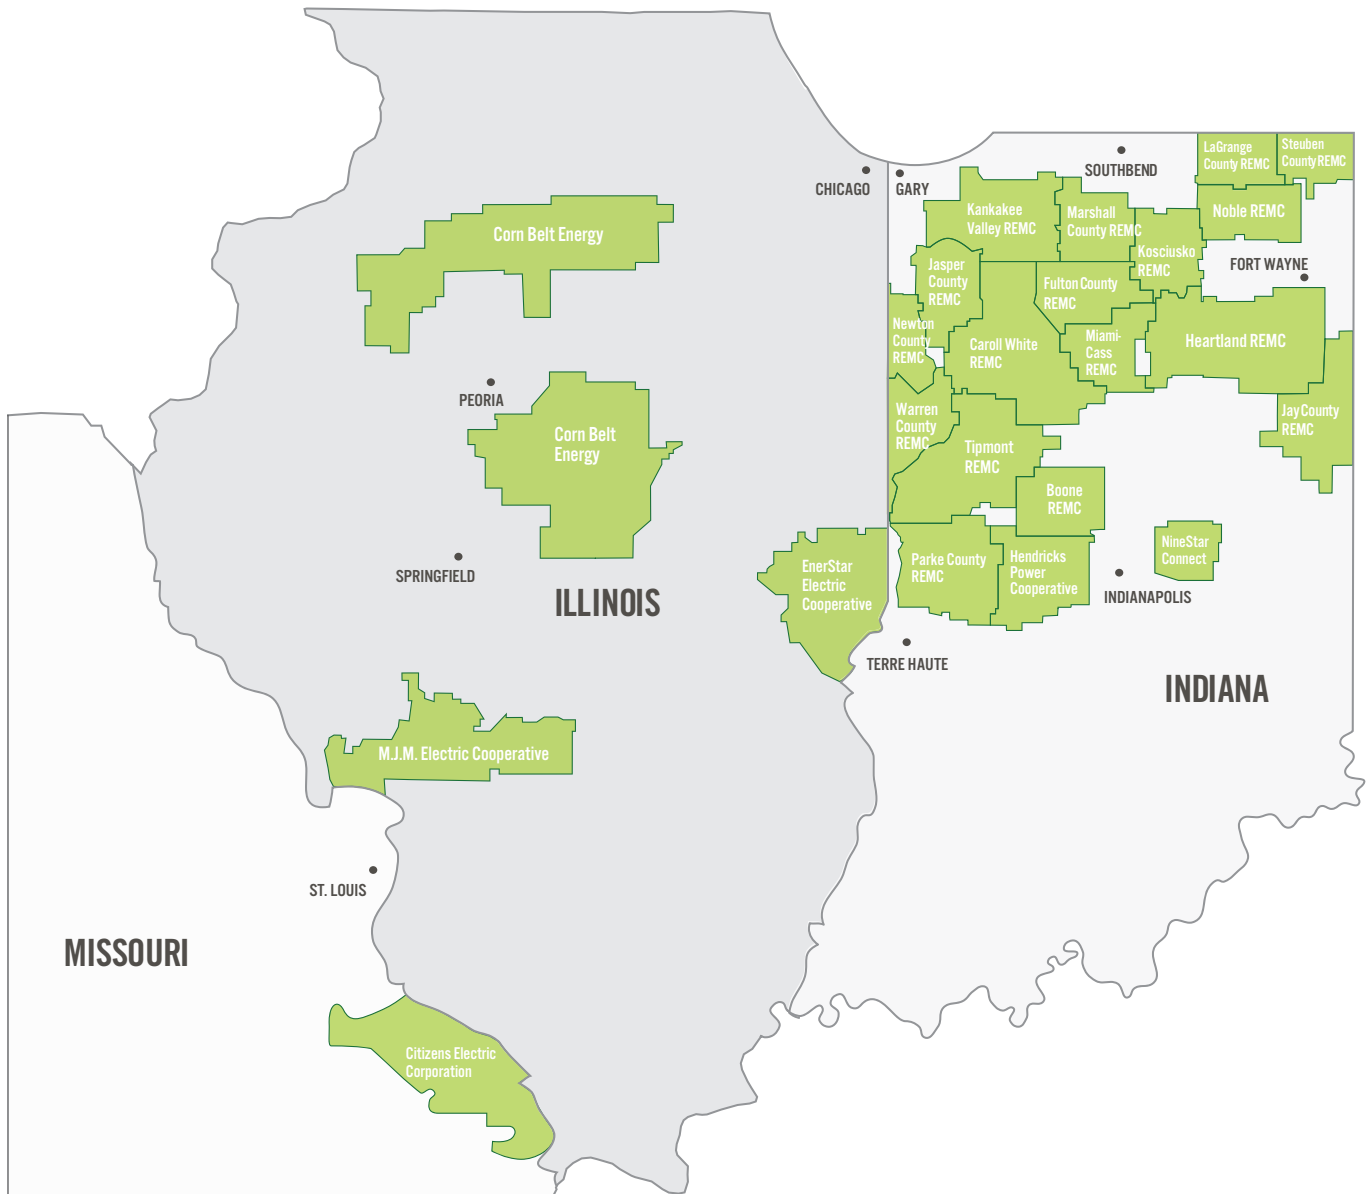 LaGrange
County REMC
Steuben
County REMC
SOUTHBEND
CHICAGO
GARY
Kankakee
Valley REMC
Marshall
County REMC
Noble REMC
Corn Belt Energy
Kosciusko
REMC
FORT WAYNE
Jasper
County
REMC
Fulton County
REMC
Newton
County
REMC
Caroll White
REMC
Miami-
Cass
REMC
Heartland REMC
PEORIA
Warren
County
REMC
Jay County
REMC
Corn Belt
Energy
Tipmont
REMC
Boone
REMC
SPRINGFIELD
ILLINOIS
EnerStar
Electric
Cooperative
Parke County
REMC
Hendricks
Power
Cooperative
NineStar
Connect
INDIANAPOLIS
TERRE HAUTE
INDIANA
M.J.M. Electric Cooperative
ST. LOUIS
MISSOURI
Citizens Electric
Corporation